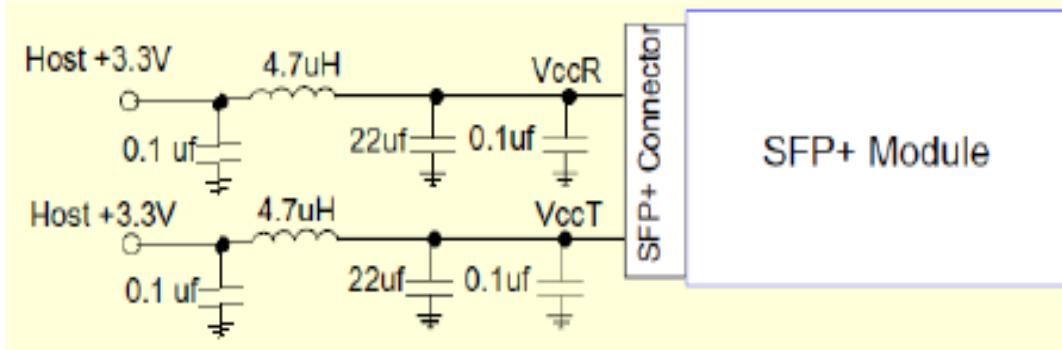 Host +3.3V
4.7uH
VccR
0.1 uf
22uf
0.1uf
Host +3.3V
4.7uH
VccT
0.1 uf
22uf
0.1uf
SFP+ Connector
SFP+ Module